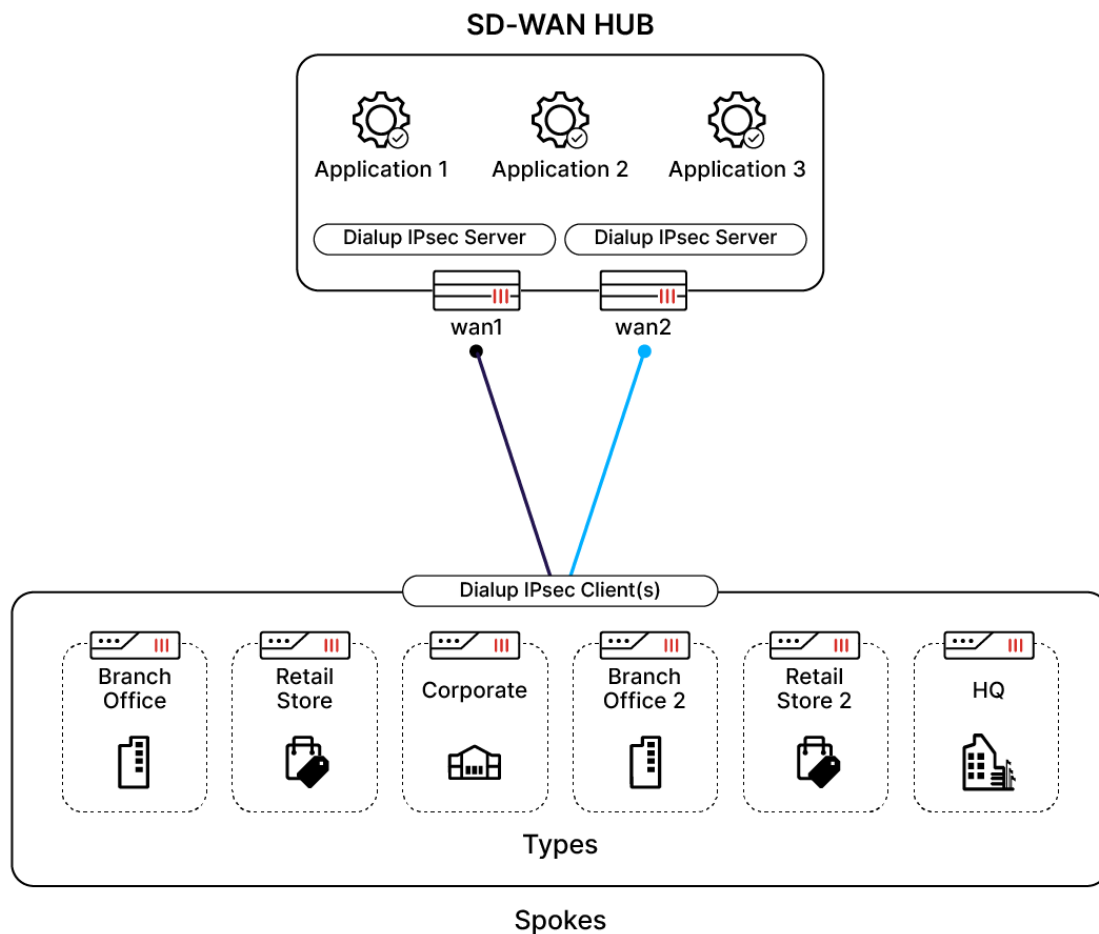 SD-WAN HUB
Application 1
Application 2
Application 3
Dialup IPsec Server
Dialup IPsec Server
wan1
wan2
Dialup IPsec Client(s)
Branch
Office
Retail
Store
Corporate
Branch
Office 2
Retail
Store 2
HQ
Types
Spokes